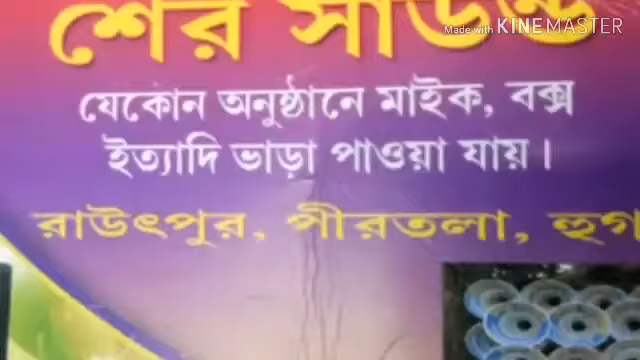 Made with KINEMASTER
শের সাউন্ড
যেকোন অনুষ্ঠানে মাইক, বক্স
ইত্যাদি ভাড়া পাওয়া যায়।
রাউৎপুর, পীরতলা, হুগ